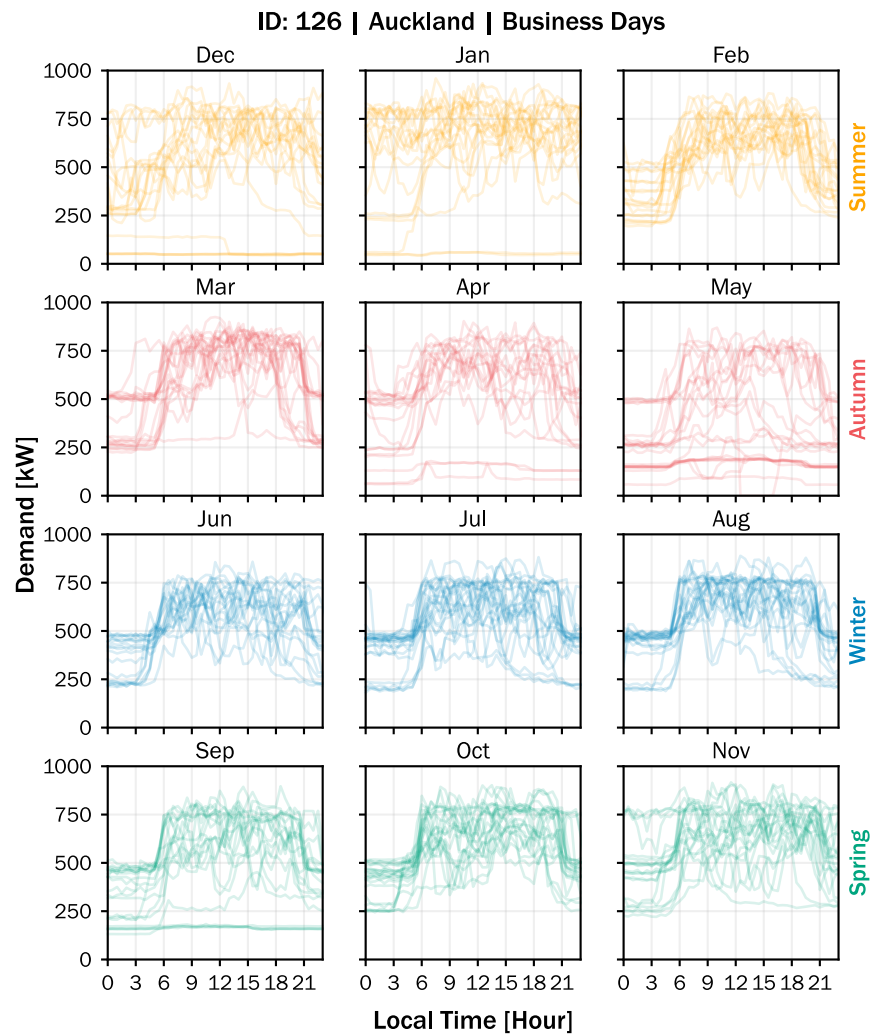 ID: 126 | Auckland | Business Days
Dec Jan Feb
1000
750
500
250
0
Summer
Mar Apr May
1000
750
500
250
0
Autumn
Demand [kW]
Jun Jul Aug
1000
750
500
250
0
Winter
Sep Oct Nov
1000
750
500
250
0
Spring
0 3 6 9 12 15 18 21 0 3 6 9 12 15 18 21 0 3 6 9 12 15 18 21
Local Time [Hour]